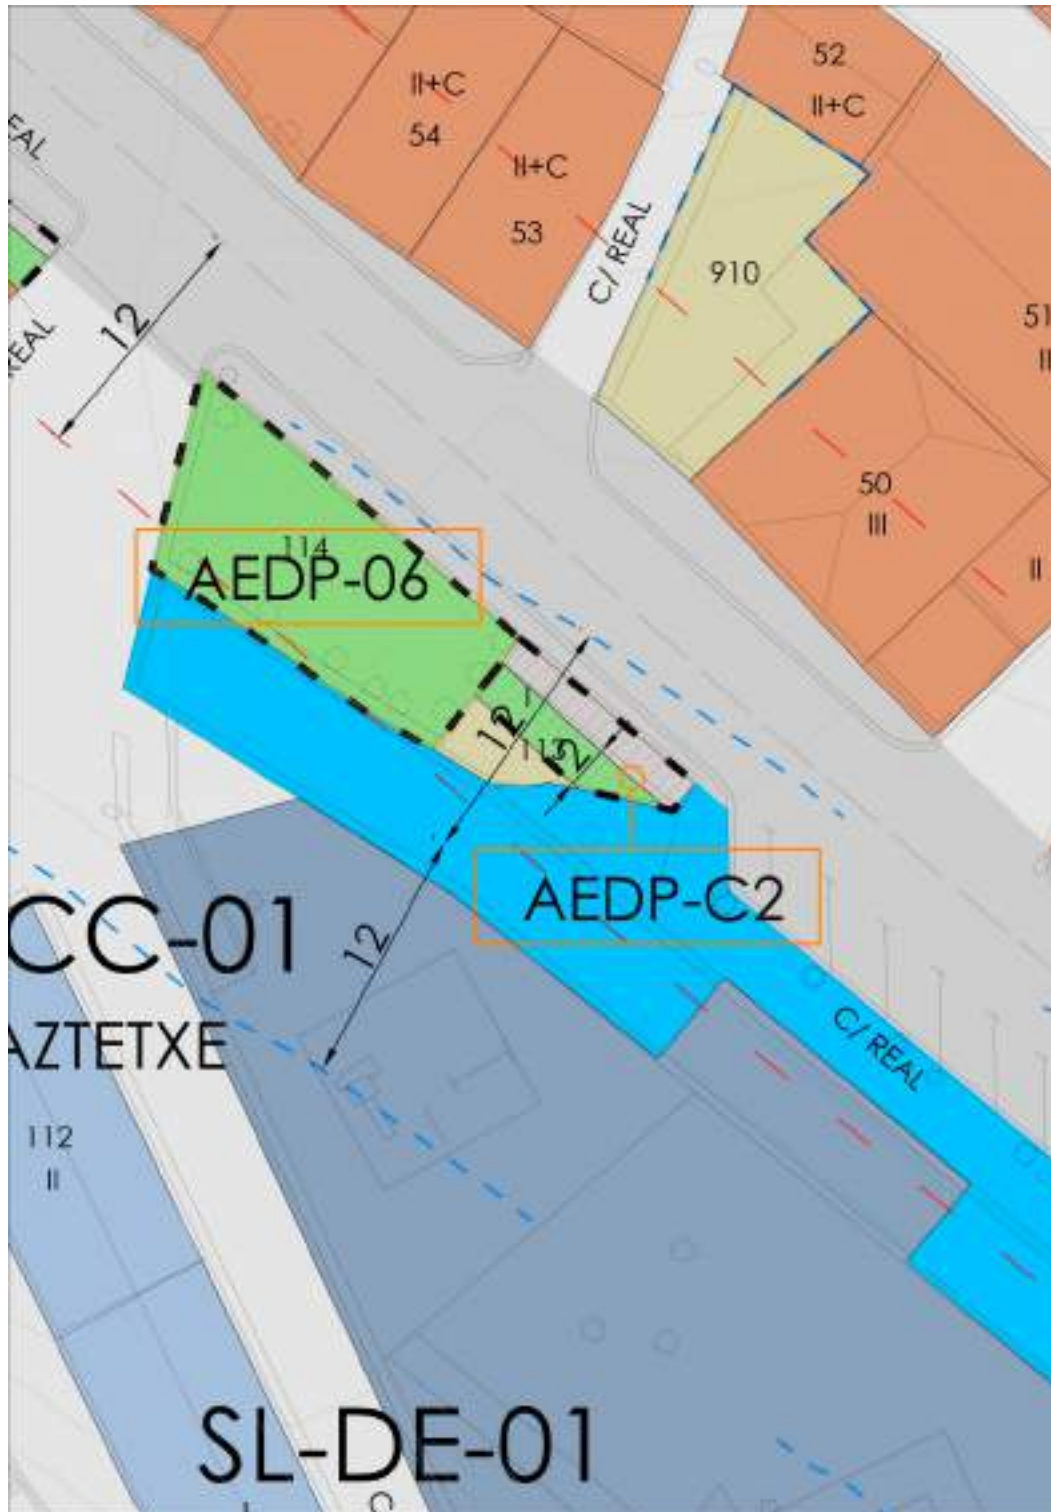 52
II+C
II+C
54
II+C
53
EAL
C/ REAL
910
51
II
12
REAL
50
III
II
114
AEDP-06
12
12
AEDP-C2
CC-01
12
AZTETXE
C/ REAL
112
II
SL-DE-01